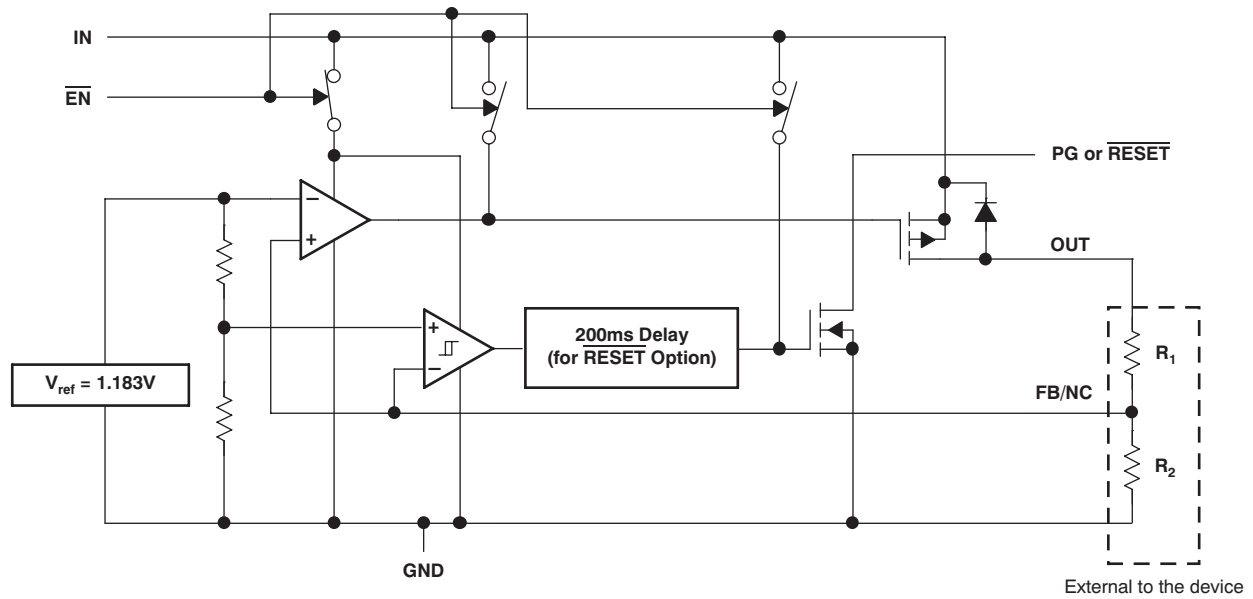 IN
EN
PG or RESET
OUT
200ms Delay
(for RESET Option)
R1
Vref = 1.183V
FB/NC
R2
GND
External to the device